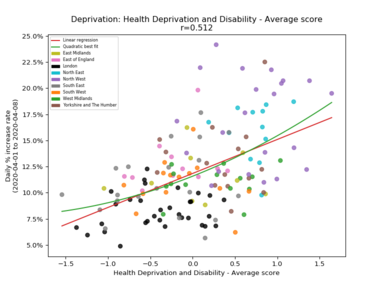 Deprivation: Health Deprivation and Disability - Average score
r=0.512
25.0%
22.5%
20.0%
17.5%
15.0%
12.5%
10.0%
7.5%
5.0%
Daily % increase rate
(2020-04-01 to 2020-04-08)
Linear regression
Quadratic best fit
East Midlands
East of England
London
North East
North West
South East
South West
West Midlands
Yorkshire and The Humber
−1.5 −1.0 −0.5 0.0 0.5 1.0 1.5
Health Deprivation and Disability - Average score